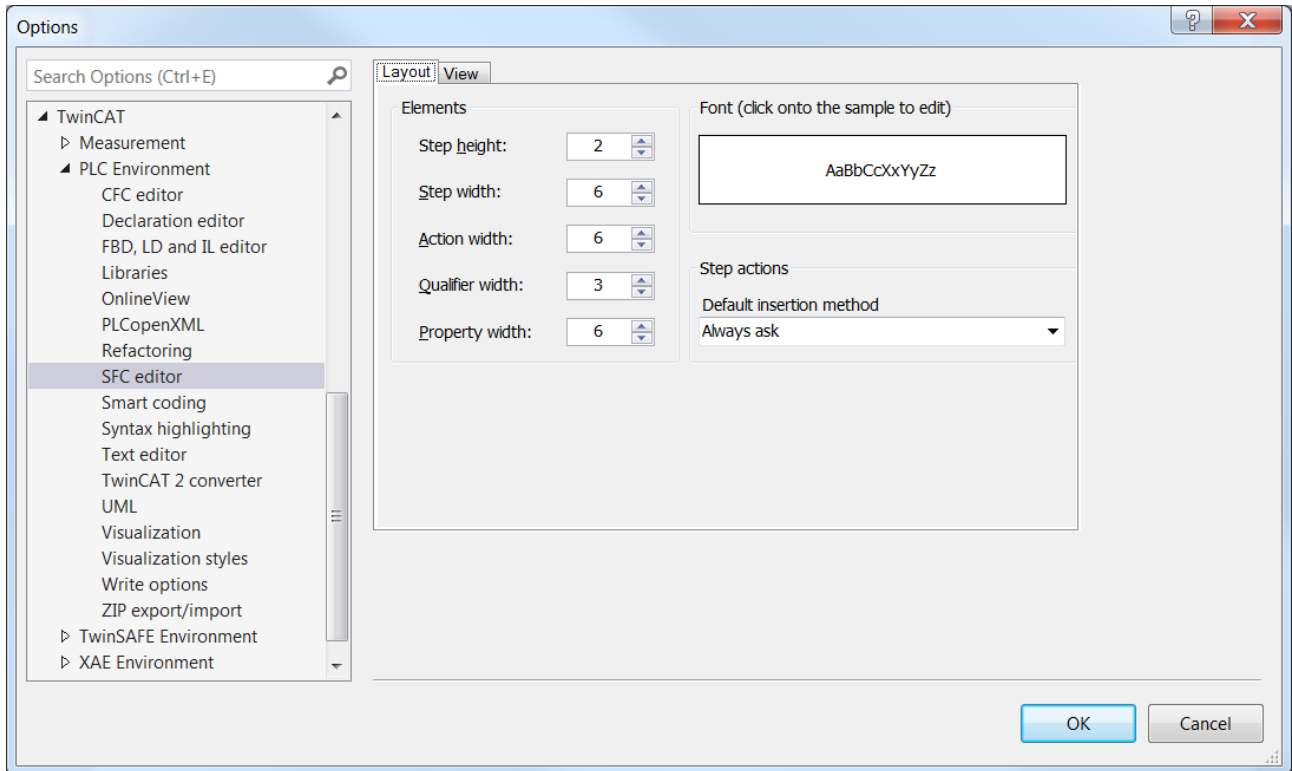 Options
Search Options (Ctrl+E)
TwinCAT
Measurement
PLC Environment
CFC editor
Declaration editor
FBD, LD and IL editor
Libraries
OnlineView
PLCopenXML
Refactoring
SFC editor
Smart coding
Syntax highlighting
Text editor
TwinCAT 2 converter
UML
Visualization
Visualization styles
Write options
ZIP export/import
TwinSAFE Environment
XAE Environment
Layout View
Elements
Step height: 2
Step width: 6
Action width: 6
Qualifier width: 3
Property width: 6
Font (click onto the sample to edit)
AaBbCcXxYyZz
Step actions
Default insertion method
Always ask
OK Cancel